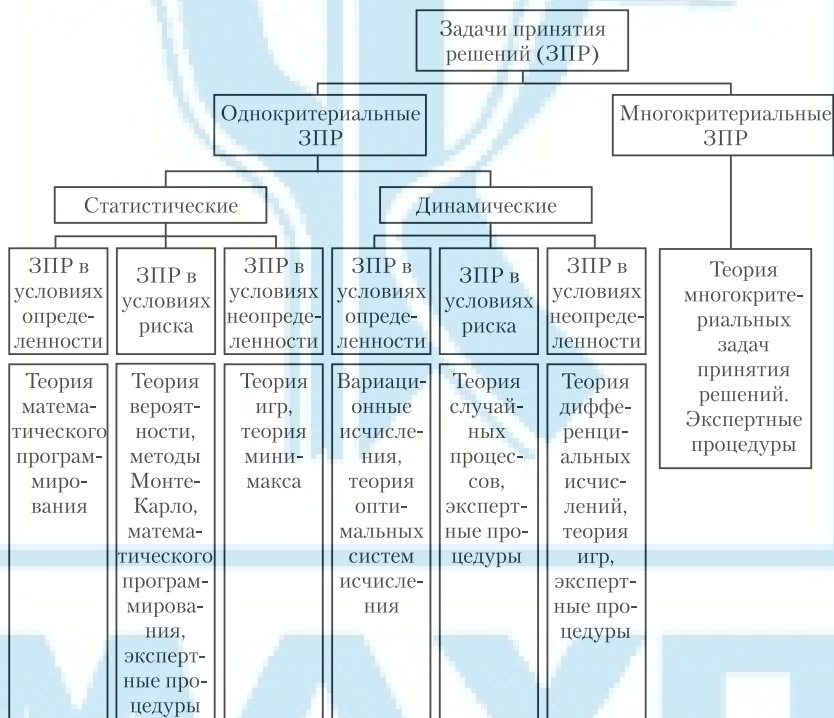 Задачи принятия
решений (ЗПР)
Однокритериальные
ЗПР
Многокритериальные
ЗПР
Статистические
Динамические
ЗПР в
условиях
опреде-
ленности
ЗПР в
условиях
риска
ЗПР в
условиях
неопреде-
ленности
ЗПР в
условиях
опреде-
ленности
ЗПР в
условиях
риска
ЗПР в
условиях
неопреде-
ленности
Теория
многокрите-
риальных
задач
принятия
решений.
Экспертные
процедуры
Теория
матема-
тического
програм-
миро-
вания
Теория
вероят-
ности,
методы
Монте-
Карло,
матема-
тического
програм-
мирова-
ния,
эксперт-
ные про-
цедуры
Теория
игр,
теория
мини-
макса
Вариаци-
онные
исчисле-
ния,
теория
опти-
мальных
систем
исчисле-
ния
Теория
случай-
ных
процес-
сов,
эксперт-
ные про-
цедуры
Теория
диффе-
ренци-
альных
исчис-
лений,
теория
игр,
эксперт-
ные про-
цедуры